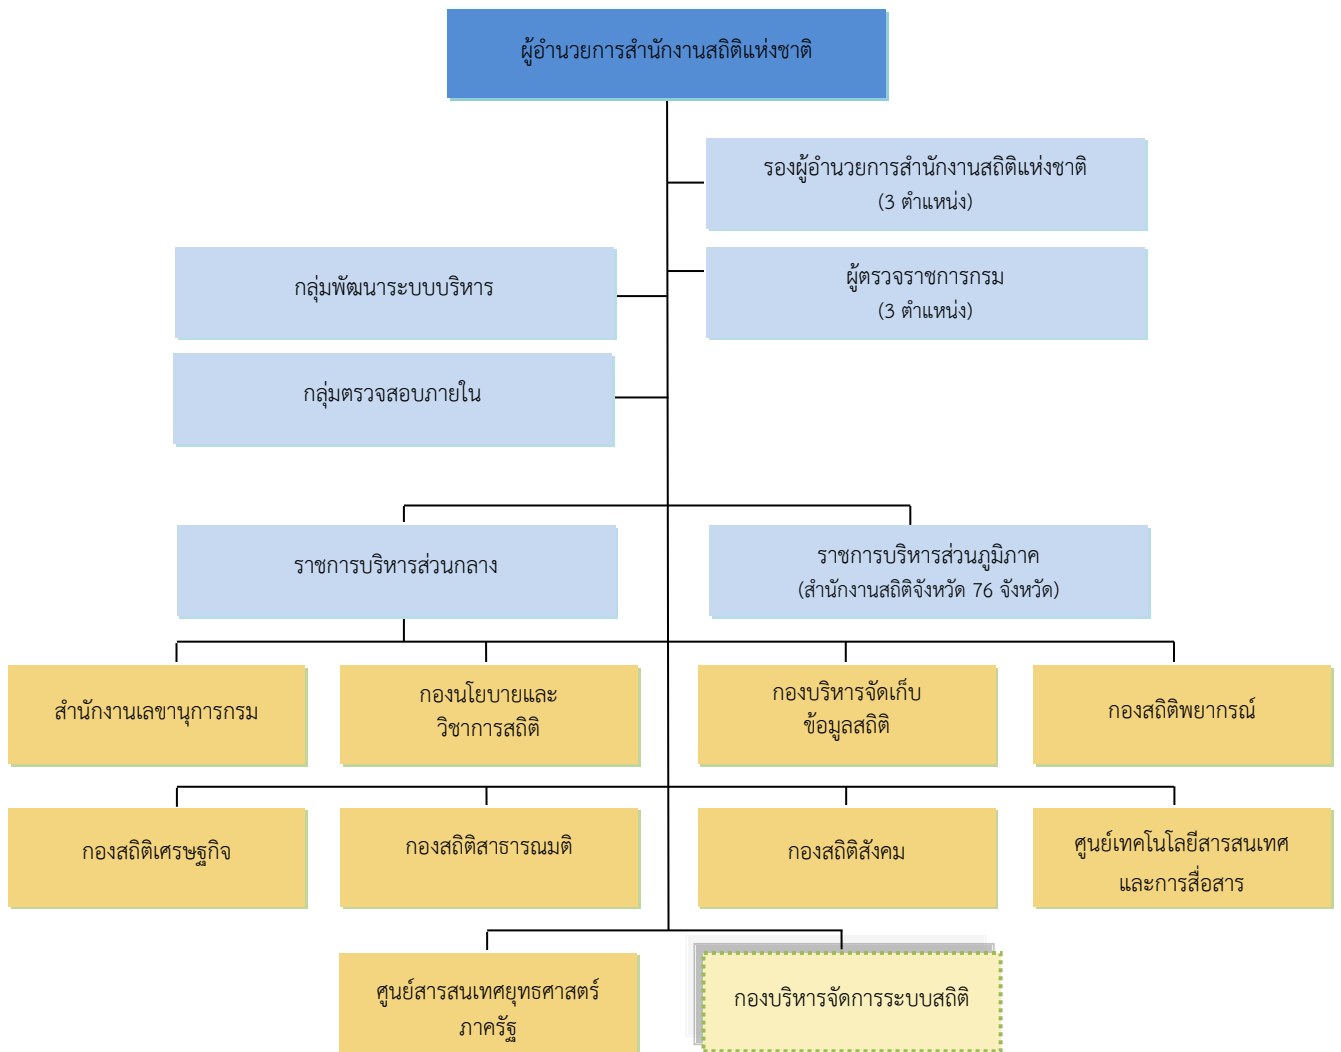 ผู้อำนวยการสำนักงานสถิติแห่งชาติ
รองผู้อำนวยการสำนักงานสถิติแห่งชาติ
(3 ตำแหน่ง)
กลุ่มพัฒนาระบบบริหาร
ผู้ตรวจราชการกรม
(3 ตำแหน่ง)
กลุ่มตรวจสอบภายใน
ราชการบริหารส่วนกลาง
ราชการบริหารส่วนภูมิภาค
(สำนักงานสถิติจังหวัด 76 จังหวัด)
สำนักงานเลขานุการกรม
กองนโยบายและ
วิชาการสถิติ
กองบริหารจัดเก็บ
ข้อมูลสถิติ
กองสถิติพยากรณ์
กองสถิติเศรษฐกิจ
กองสถิติสาธารณมติ
กองสถิติสังคม
ศูนย์เทคโนโลยีสารสนเทศ
และการสื่อสาร
ศูนย์สารสนเทศยุทธศาสตร์
ภาครัฐ
กองบริหารจัดการระบบสถิติ